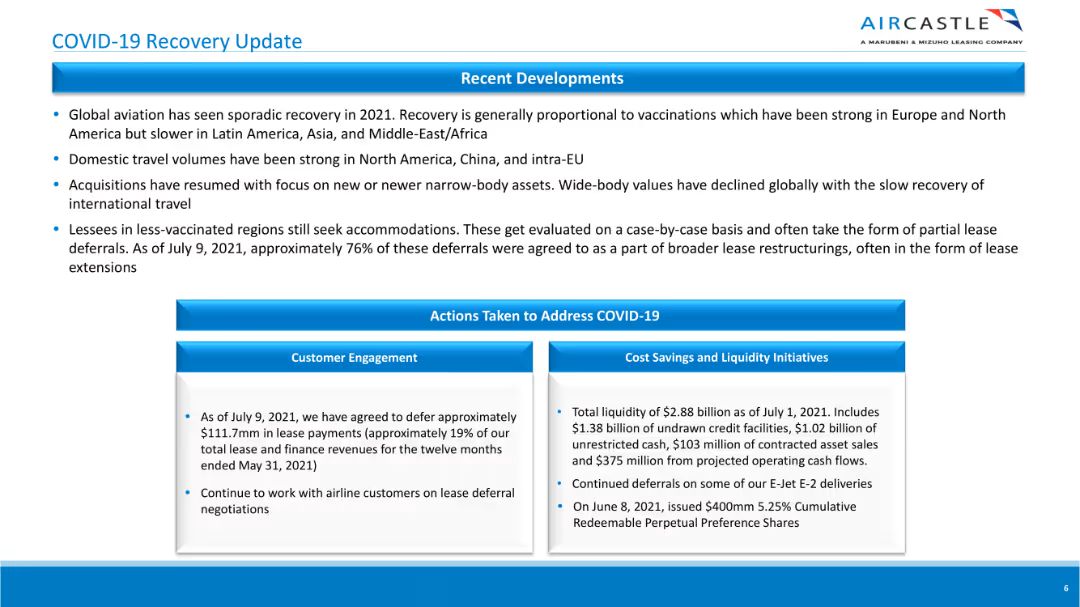 COVID-19 Recovery Update
AIRCASTLE
A MARUBENI & MIZUHO LEASING COMPANY
Recent Developments
• Global aviation has seen sporadic recovery in 2021. Recovery is generally proportional to vaccinations which have been strong in Europe and North
America but slower in Latin America, Asia, and Middle-East/Africa
• Domestic travel volumes have been strong in North America, China, and intra-EU
• Acquisitions have resumed with focus on new or newer narrow-body assets. Wide-body values have declined globally with the slow recovery of
international travel
• Lessees in less-vaccinated regions still seek accommodations. These get evaluated on a case-by-case basis and often take the form of partial lease
deferrals. As of July 9, 2021, approximately 76% of these deferrals were agreed to as a part of broader lease restructurings, often in the form of lease
extensions
Actions Taken to Address COVID-19
Customer Engagement
• As of July 9, 2021, we have agreed to defer approximately
$111.7mm in lease payments (approximately 19% of our
total lease and finance revenues for the twelve months
ended May 31, 2021)
• Continue to work with airline customers on lease deferral
negotiations
Cost Savings and Liquidity Initiatives
• Total liquidity of $2.88 billion as of July 1, 2021. Includes
$1.38 billion of undrawn credit facilities, $1.02 billion of
unrestricted cash, $103 million of contracted asset sales
and $375 million from projected operating cash flows.
• Continued deferrals on some of our E-Jet E-2 deliveries
• On June 8, 2021, issued $400mm 5.25% Cumulative
Redeemable Perpetual Preference Shares
6